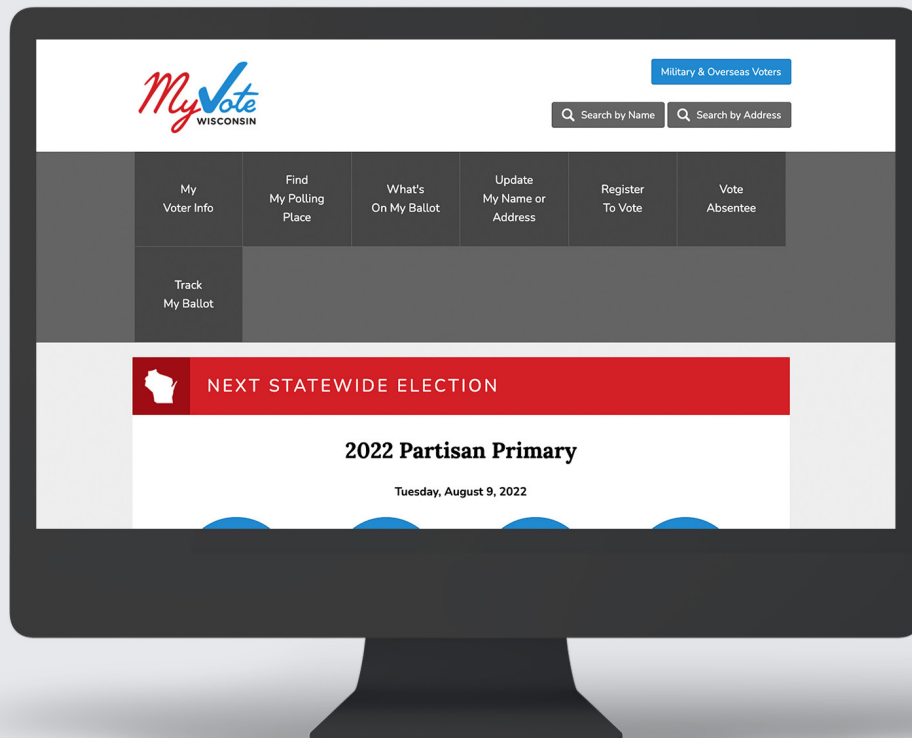 My Vote
WISCONSIN
Military & Overseas Voters
Search by Name
Search by Address
My
Voter Info
Find
My Polling
Place
What's
On My Ballot
Update
My Name or
Address
Register
To Vote
Vote
Absentee
Track
My Ballot
NEXT STATEWIDE ELECTION
2022 Partisan Primary
Tuesday, August 9, 2022